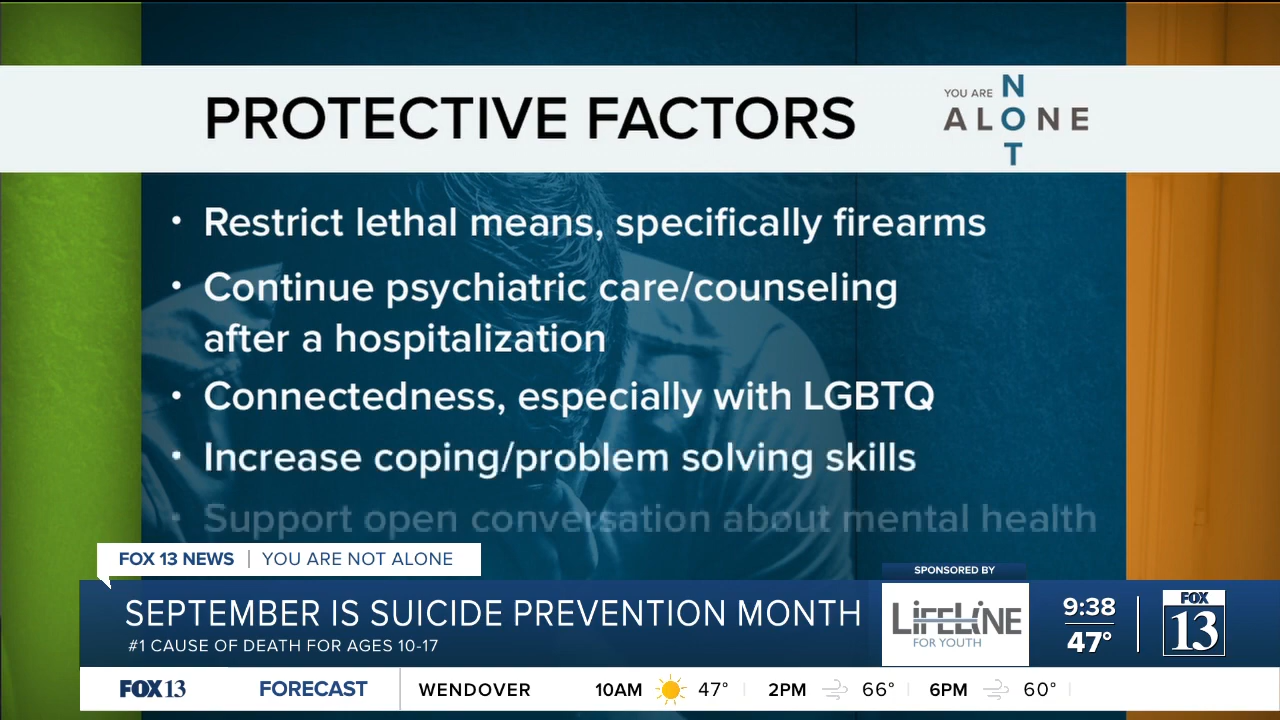 PROTECTIVE FACTORS
YOU ARE NOT ALONE
• Restrict lethal means, specifically firearms
• Continue psychiatric care/counseling
after a hospitalization
• Connectedness, especially with LGBTQ
• Increase coping/problem solving skills
• Support open conversation about mental health
FOX 13 NEWS | YOU ARE NOT ALONE
SPONSORED BY
SEPTEMBER IS SUICIDE PREVENTION MONTH
#1 CAUSE OF DEATH FOR AGES 10-17
LIFELINE
FOR YOUTH
9:38
47°
FOX
13
FOX 13 FORECAST WENDOVER 10AM 47° 2PM 66° 6PM 60°